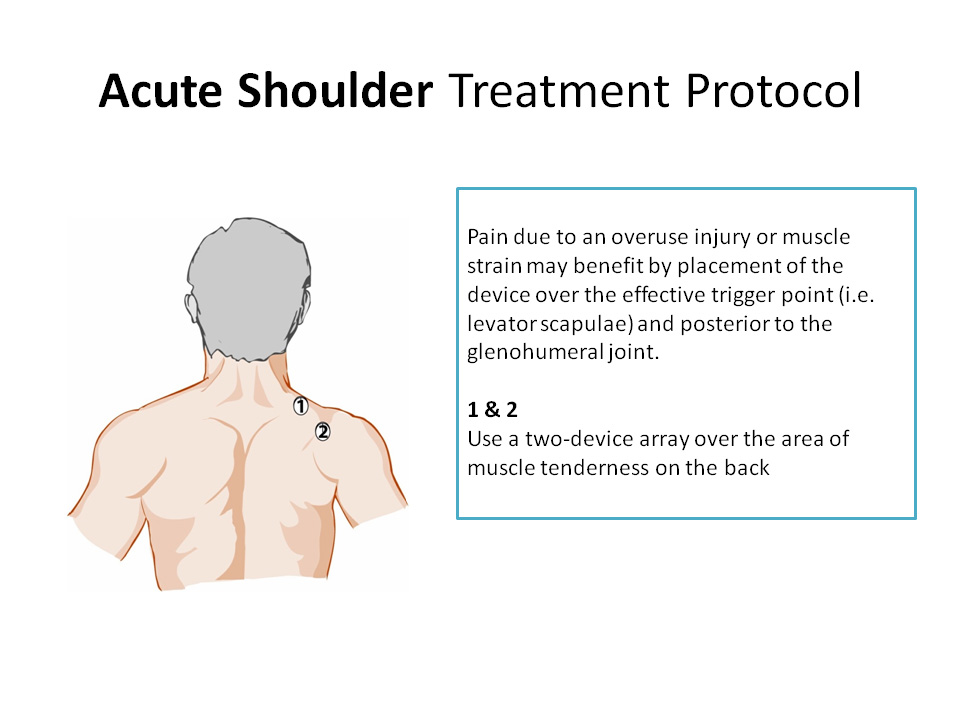 Acute Shoulder Treatment Protocol
Pain due to an overuse injury or muscle
strain may benefit by placement of the
device over the effective trigger point (i.e.
levator scapulae) and posterior to the
glenohumeral joint.
1 & 2
Use a two-device array over the area of
muscle tenderness on the back
1
2